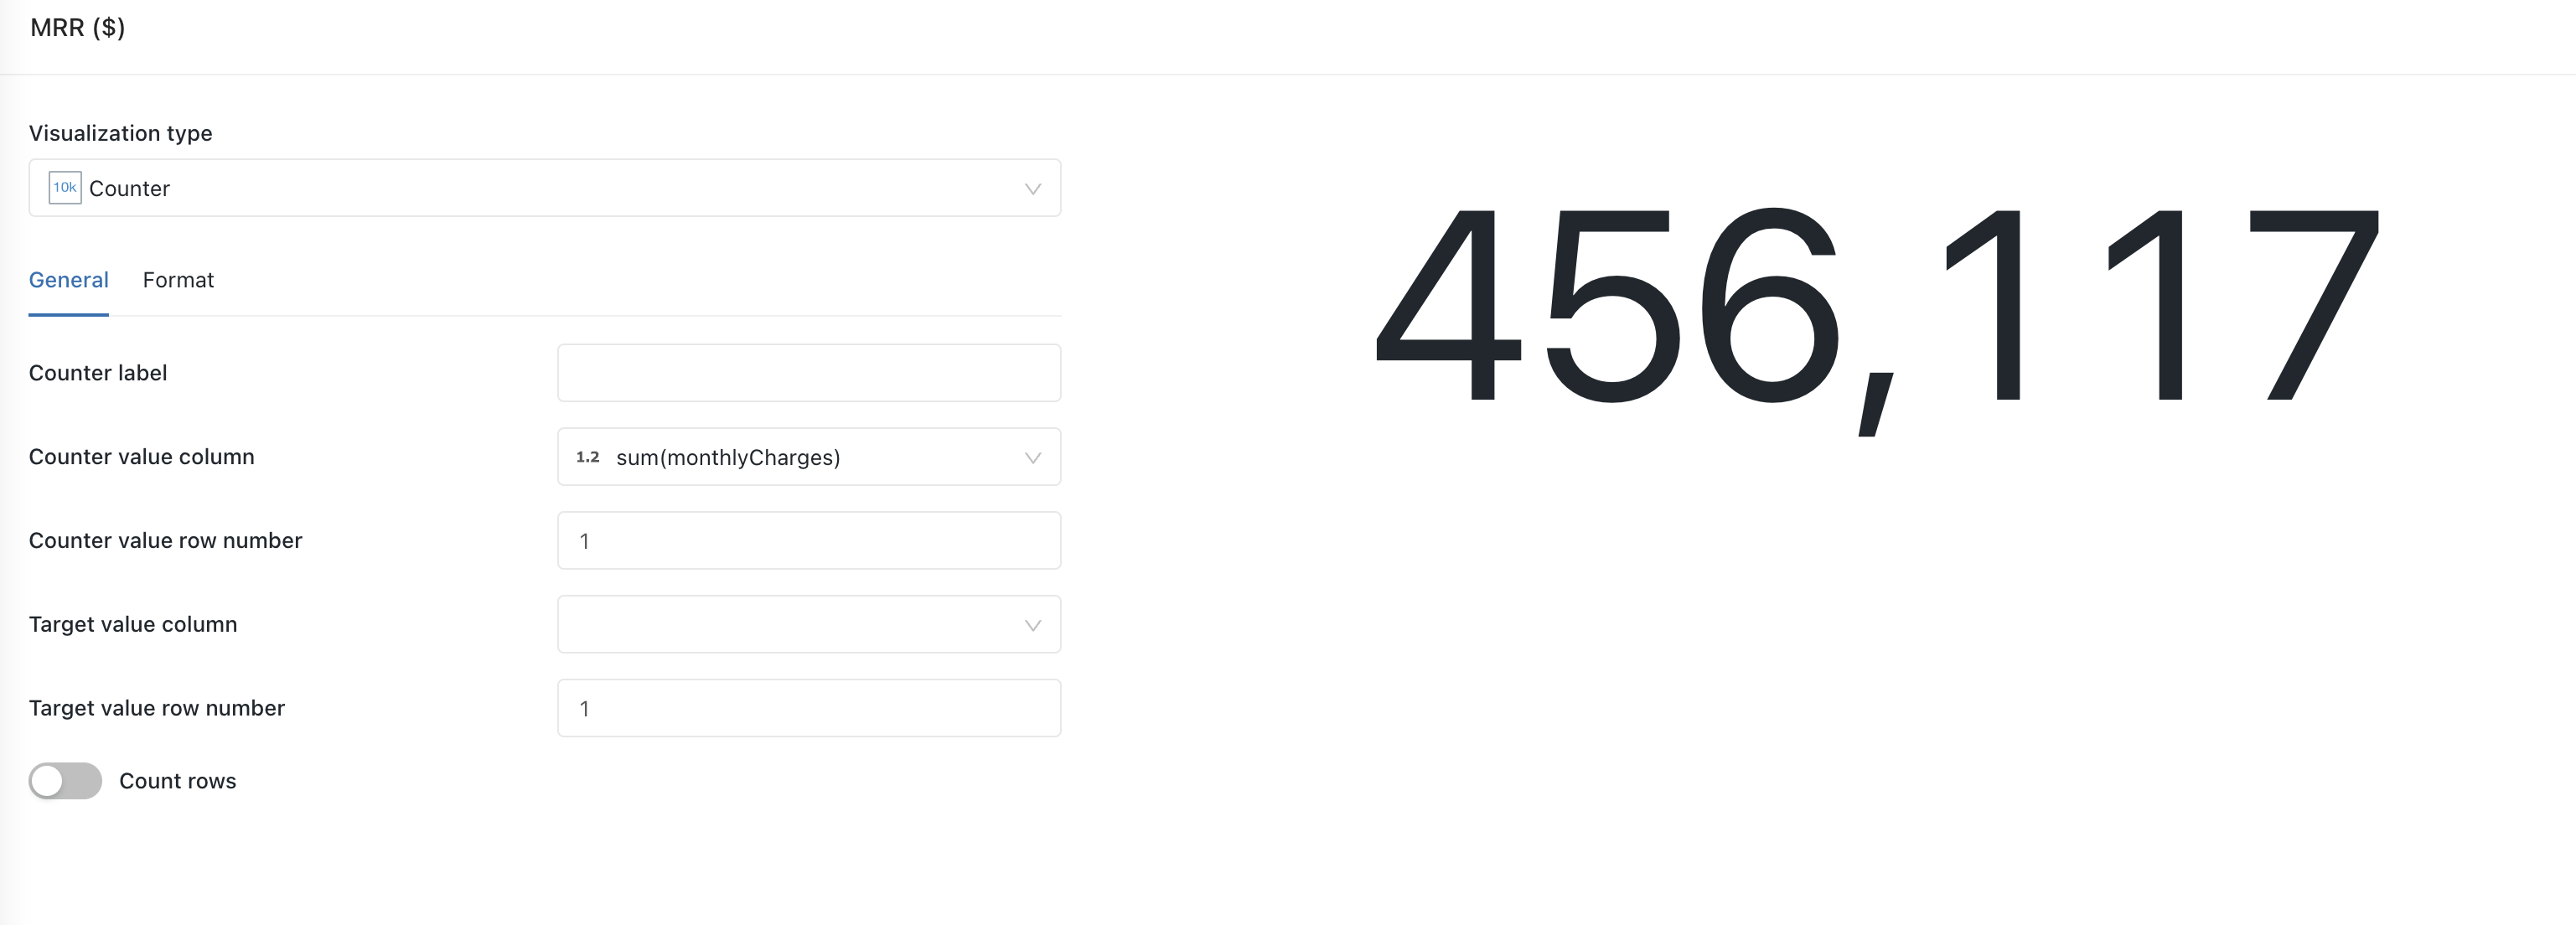 MRR ($)
Visualization type
10k Counter
General Format
Counter label
Counter value column 1.2 sum(monthlyCharges)
Counter value row number 1
Target value column
Target value row number 1
Count rows
456,117